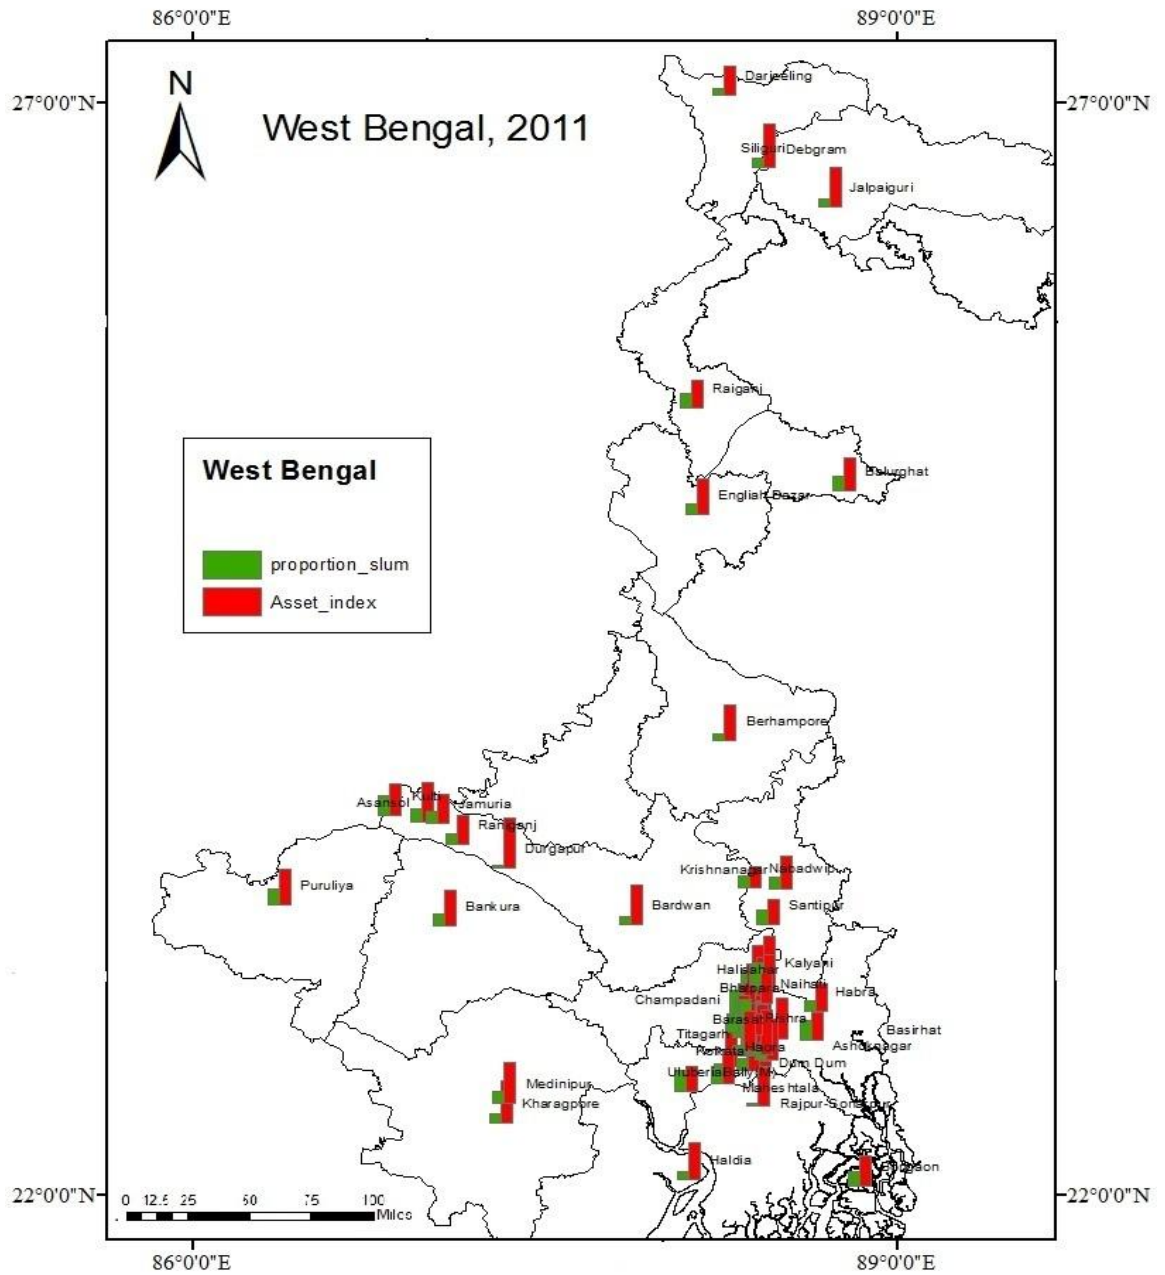 86°0'0"E 89°0'0"E
27°0'0"N 27°0'0"N
N
West Bengal, 2011
Darjeeling
Siliguri Debgram
Jalpaiguri
Raiganj
West Bengal
Balurghat
English Bazar
proportion_slum
Asset_index
Berhampore
Asansol Kulti Jamuria
Raniganj
Durgapur
Krishnanagar Nabadwip
Puruliya
Bankura Bardwan Santipur
Halisahar Kalyani
Bhatpara Naihati
Champadani Habra
Barasat Rishra
Titagarh Basirhat
Kolkata Haora Ashoknagar
Dum Dum
Uluberia Bally(M)
Medinipur Maheshtala
Kharagpore Rajpur-Sonarpur
Haldia
22°0'0"N 22°0'0"N
0 12.5 25 50 75 100
Miles
86°0'0"E 89°0'0"E